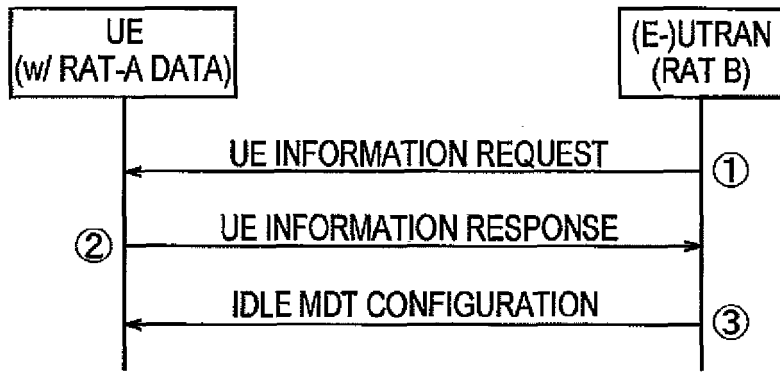 UE
(w/ RAT-A DATA)
(E-)UTRAN
(RAT B)
UE INFORMATION REQUEST
①
②
UE INFORMATION RESPONSE
IDLE MDT CONFIGURATION
③